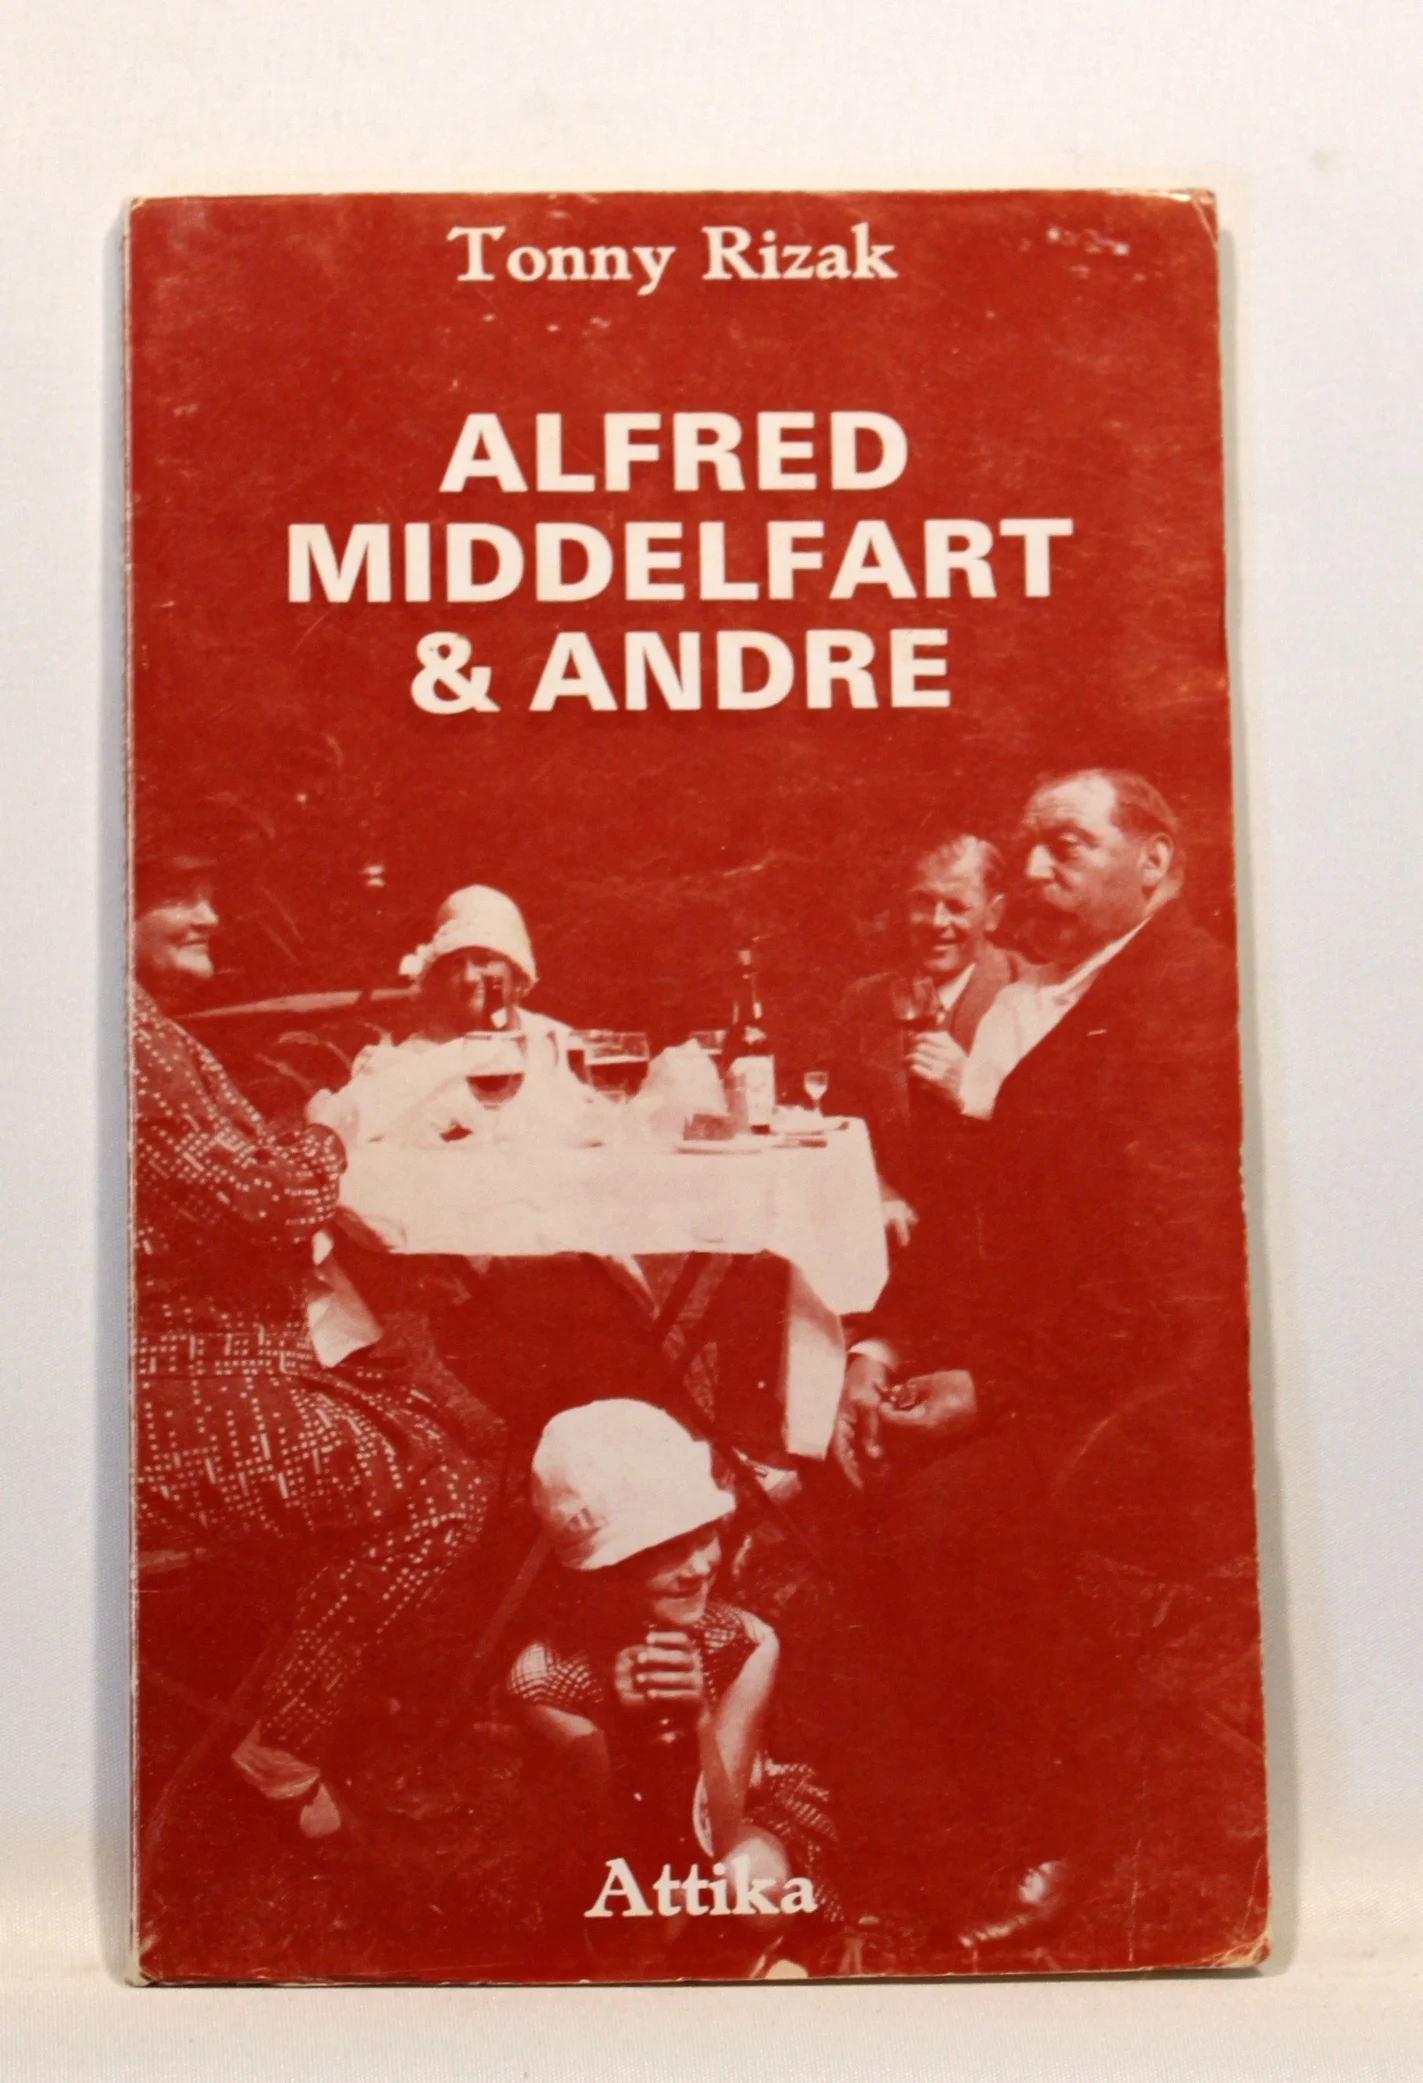 Tonny Rizak
ALFRED
MIDDELFART
& ANDRE
Attika